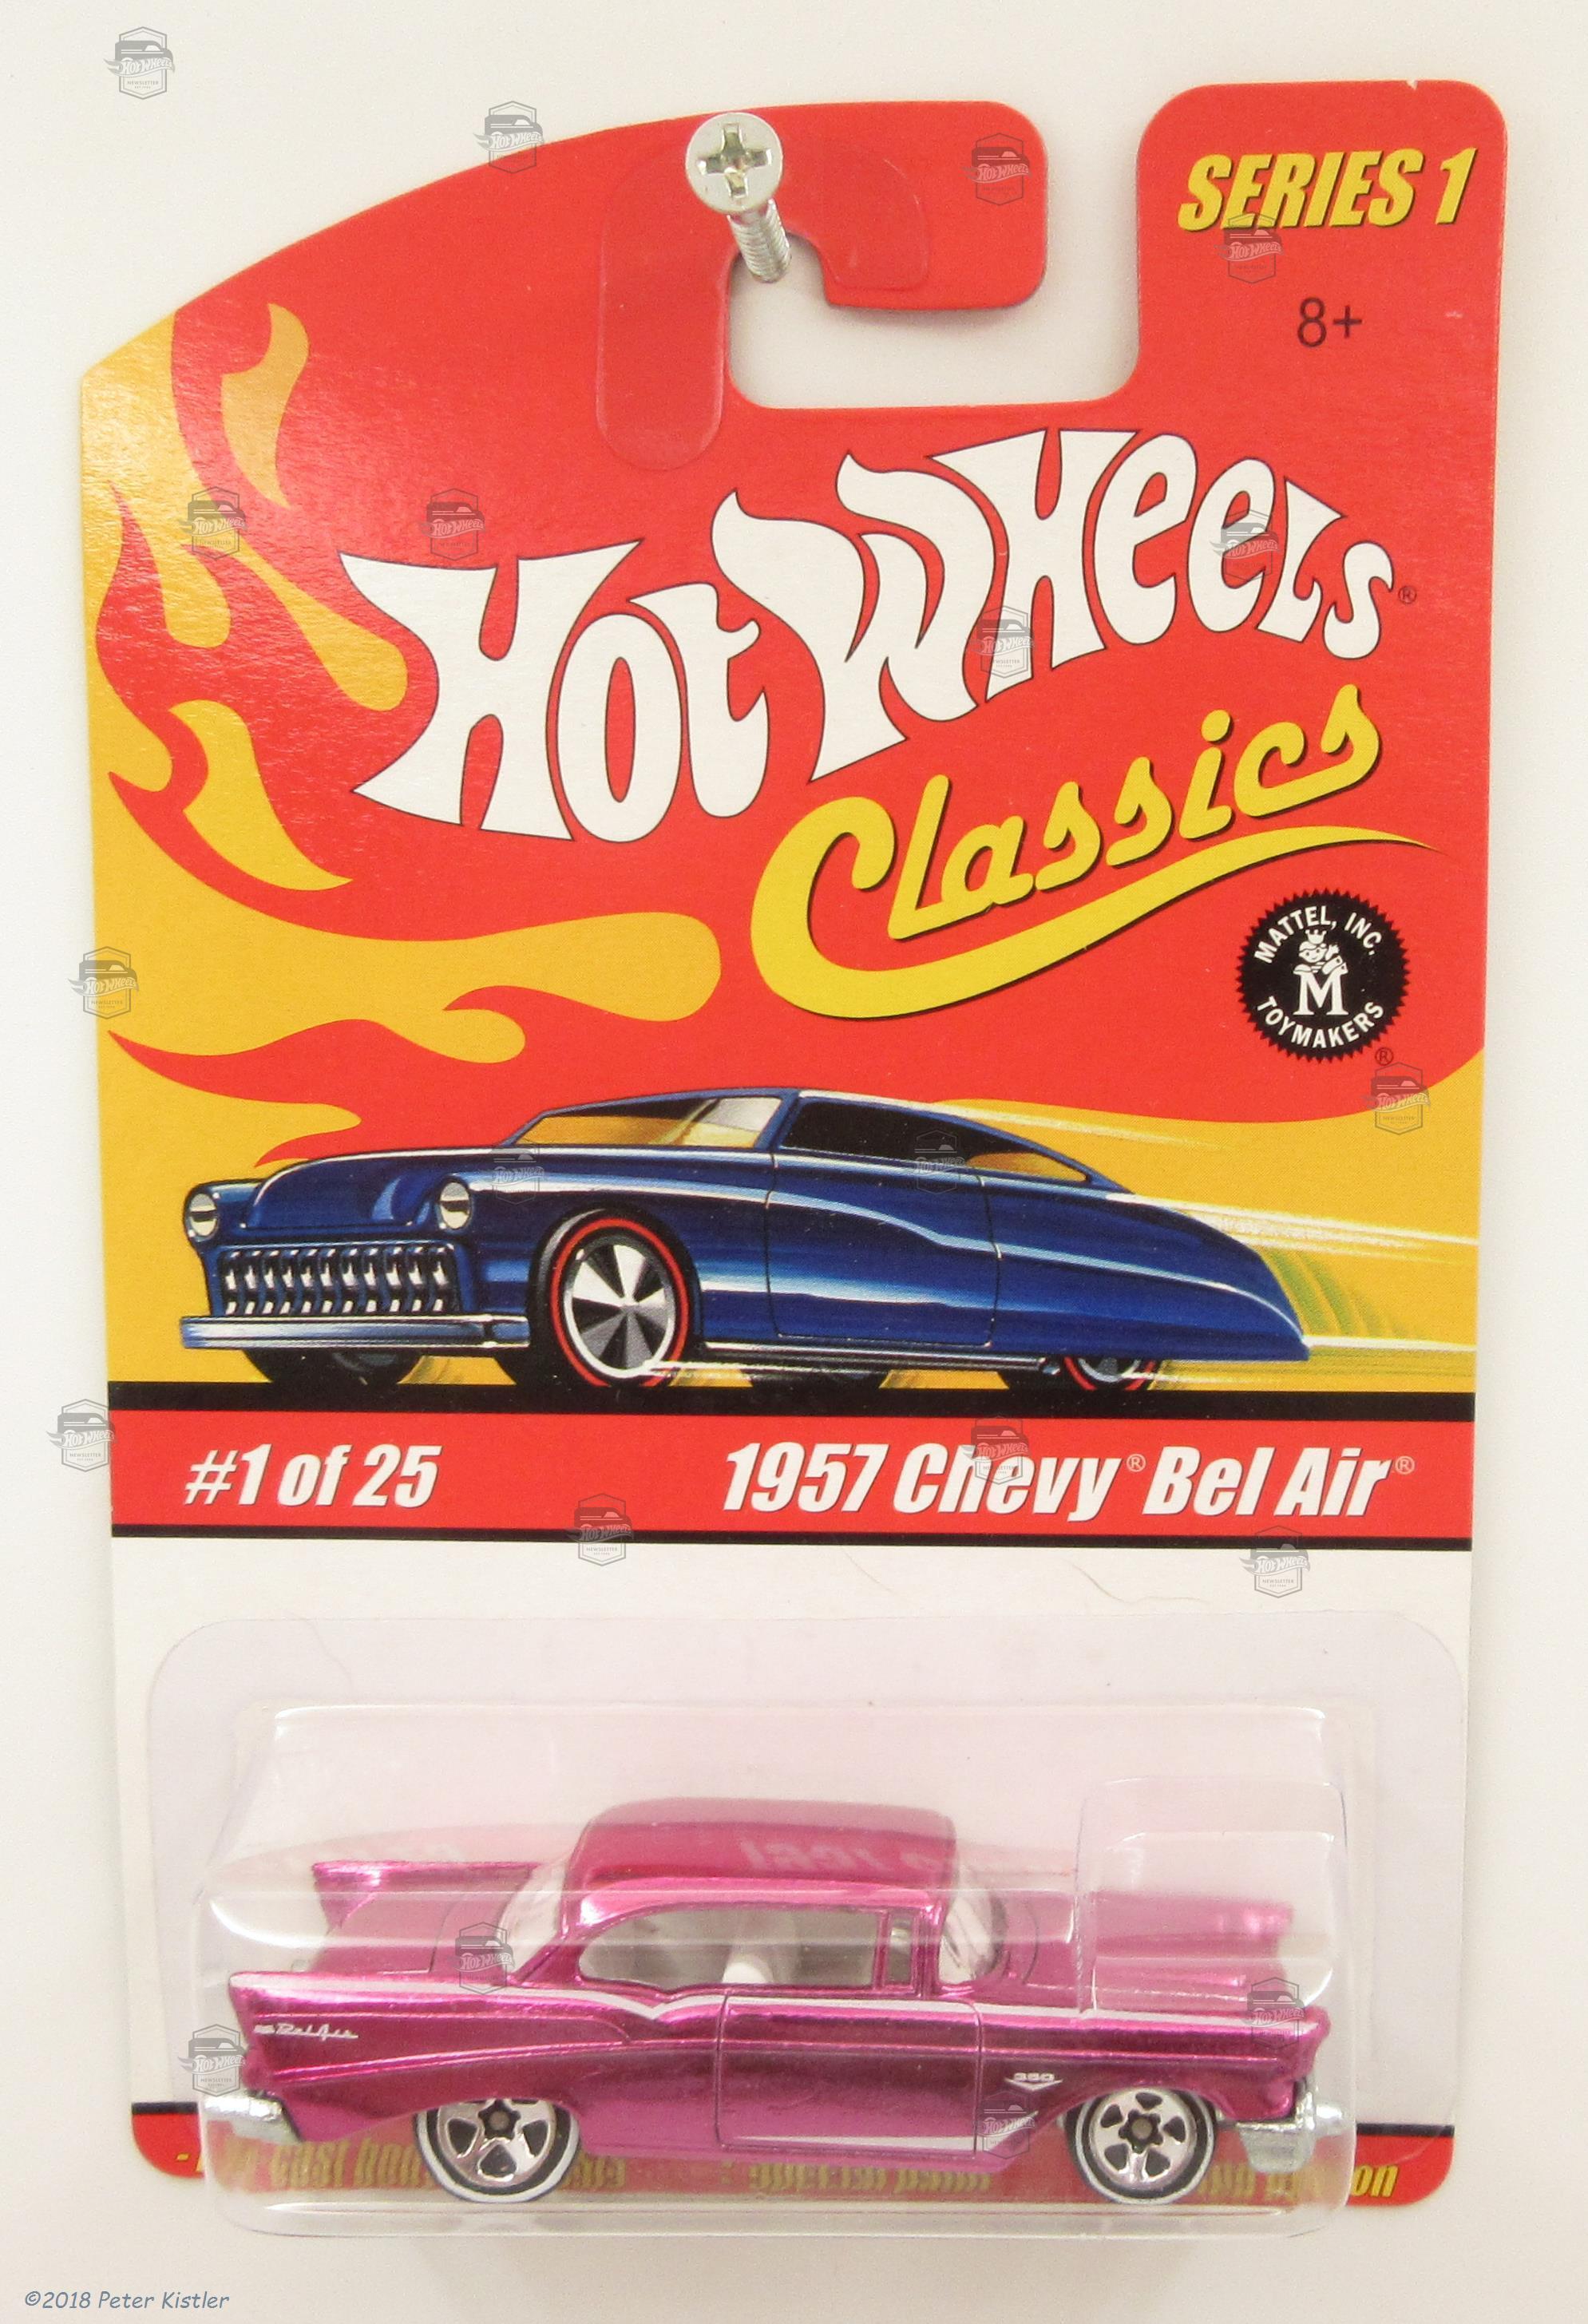 SERIES 1
8+
Hot Wheels®
Classics
MATTEL, INC.
M
TOYMAKERS
®
#1 of 25
1957 Chevy® Bel Air®
Bel Air
350
©2018 Peter Kistler